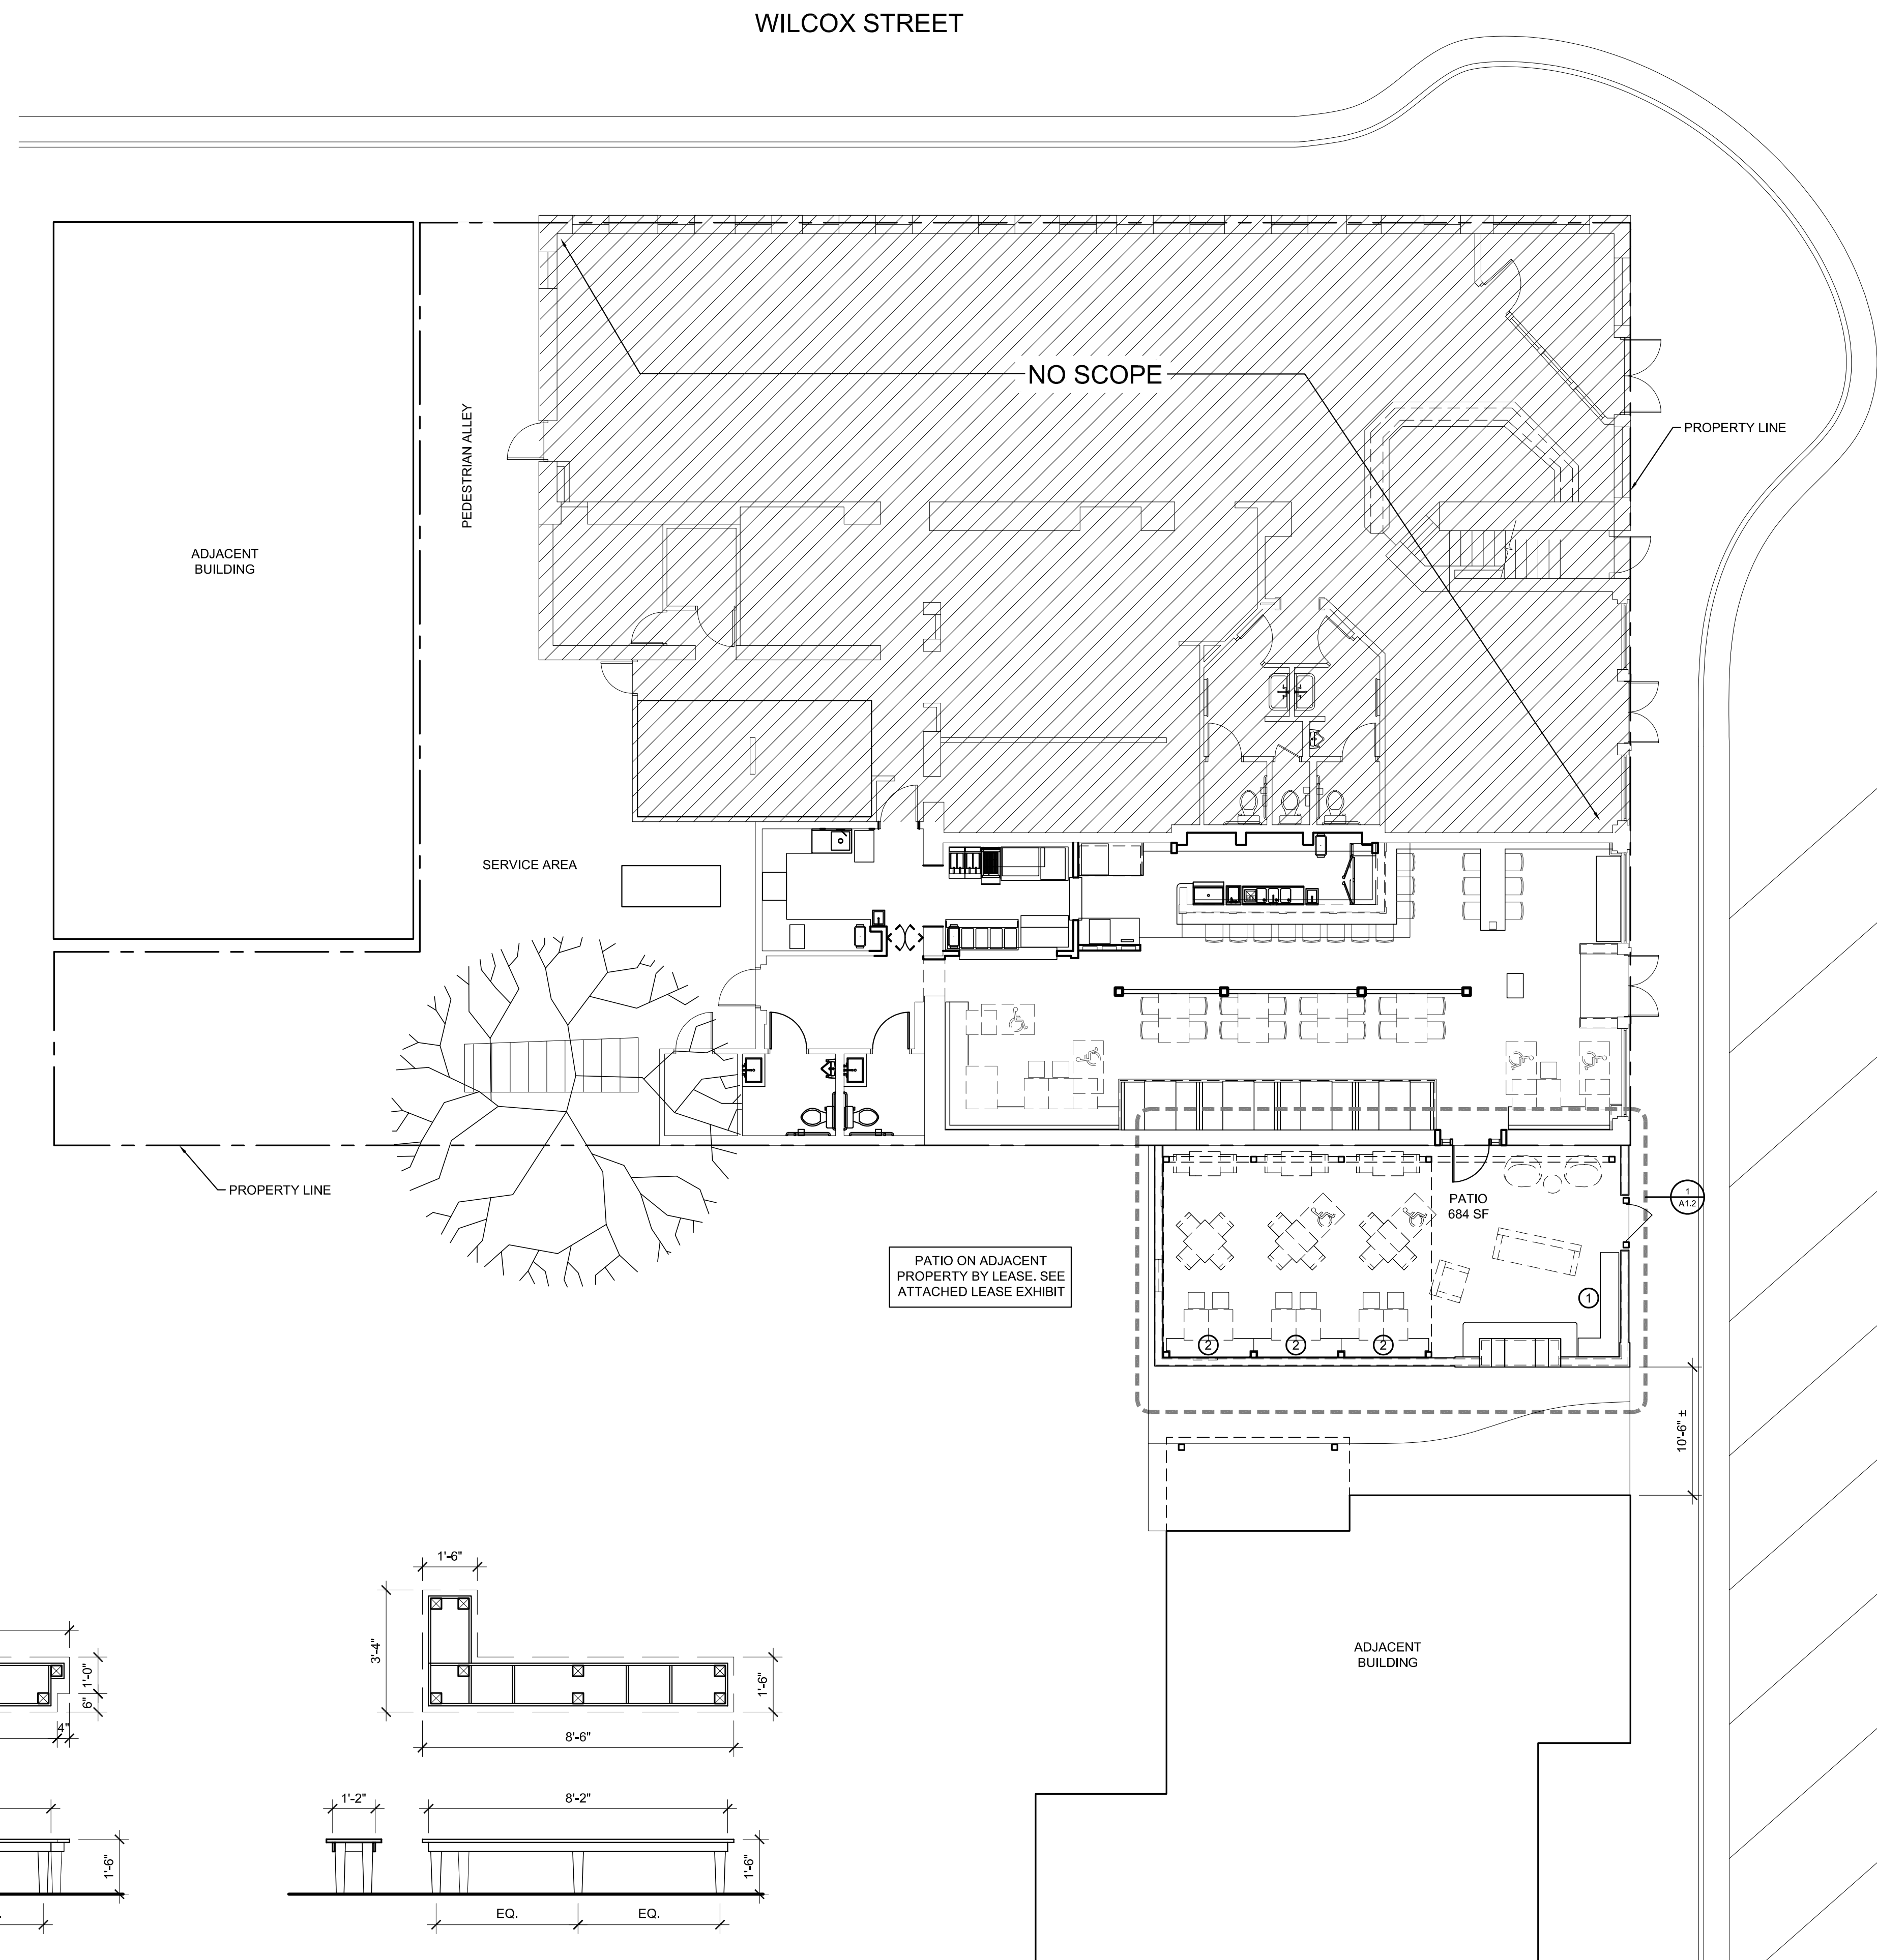 WILCOX STREET
NO SCOPE
PROPERTY LINE
PEDESTRIAN ALLEY
ADJACENT
BUILDING
SERVICE AREA
PROPERTY LINE
PATIO
684 SF
1
A1.2
PATIO ON ADJACENT
PROPERTY BY LEASE. SEE
ATTACHED LEASE EXHIBIT
1
2
2
2
10'-6" ±
ADJACENT
BUILDING
1'-6"
3'-4"
1'-6"
8'-6"
1'-0"
6"
4"
1'-2"
8'-2"
1'-6"
1'-6"
EQ.
EQ.